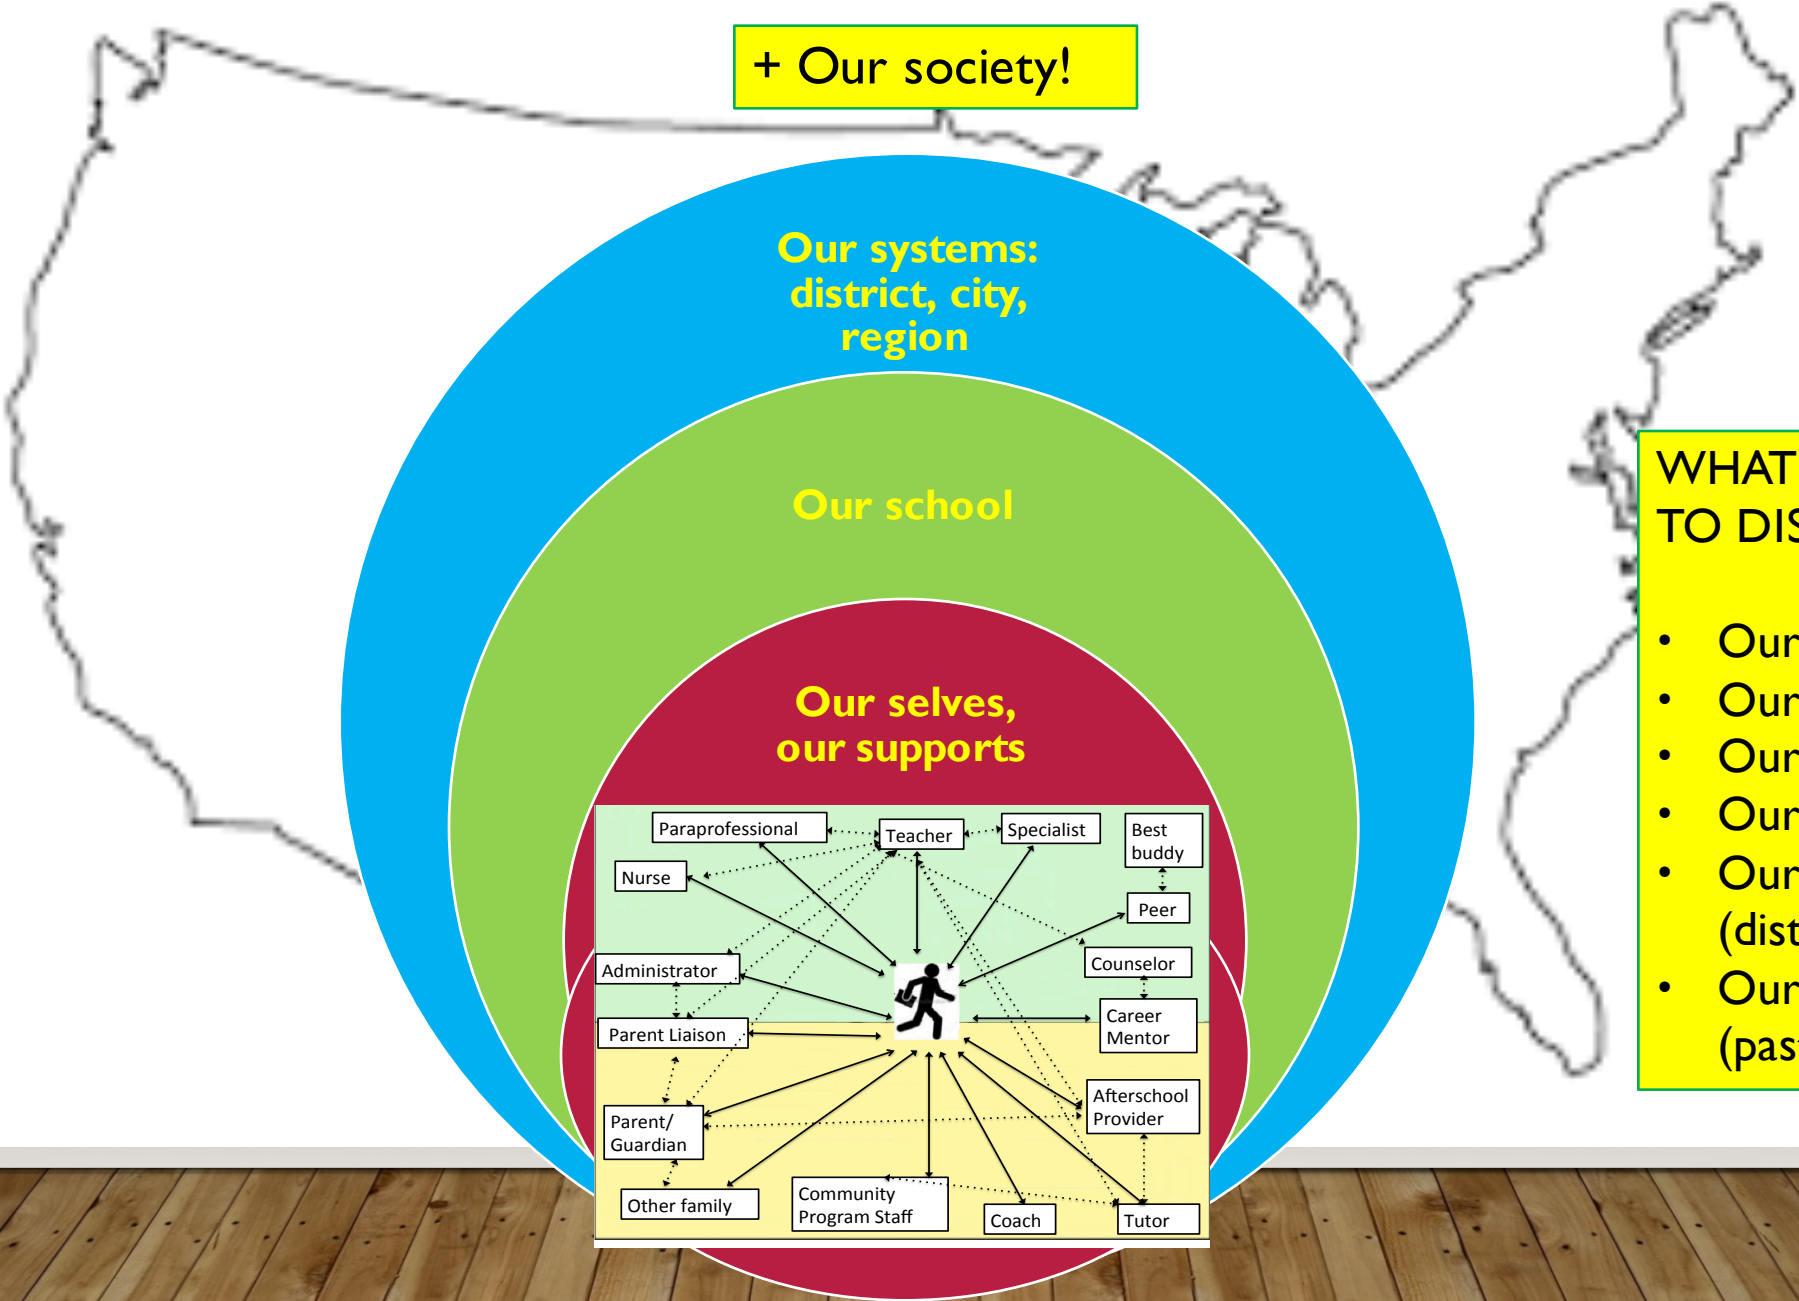 + Our society!
Our systems:
district, city,
region
Our school
Our selves,
our supports
Paraprofessional
Teacher
Specialist
Best
buddy
Nurse
Peer
Administrator
Counselor
Parent Liaison
Career
Mentor
Parent/
Guardian
Afterschool
Provider
Other family
Community
Program Staff
Coach
Tutor
WHAT
TO DIS
• Our
• Our
• Our
• Our
• Our
(dist
• Our
(pas